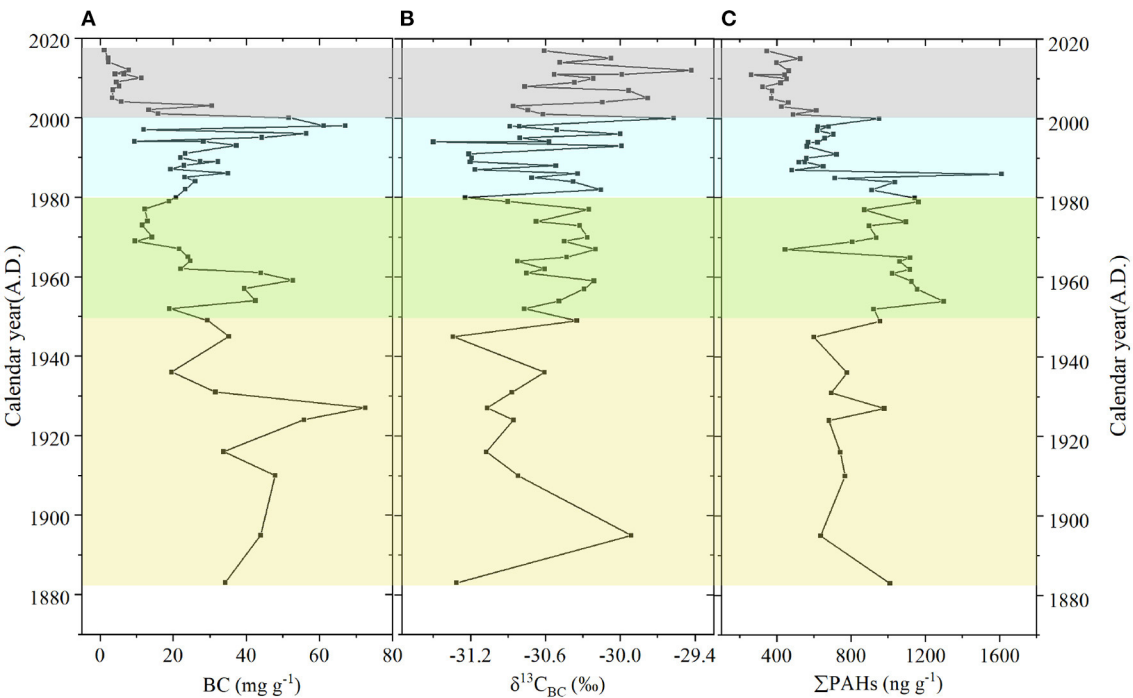 A B C
2020 2020
2000 2000
1980 1980
1960 1960
1940 1940
1920 1920
1900 1900
1880 1880
Calendar year(A.D.)
Calendar year(A.D.)
0 20 40 60 80
-31.2 -30.6 -30.0 -29.4
400 800 1200 1600
BC (mg g⁻¹)
δ¹³C_BC (‰)
∑PAHs (ng g⁻¹)